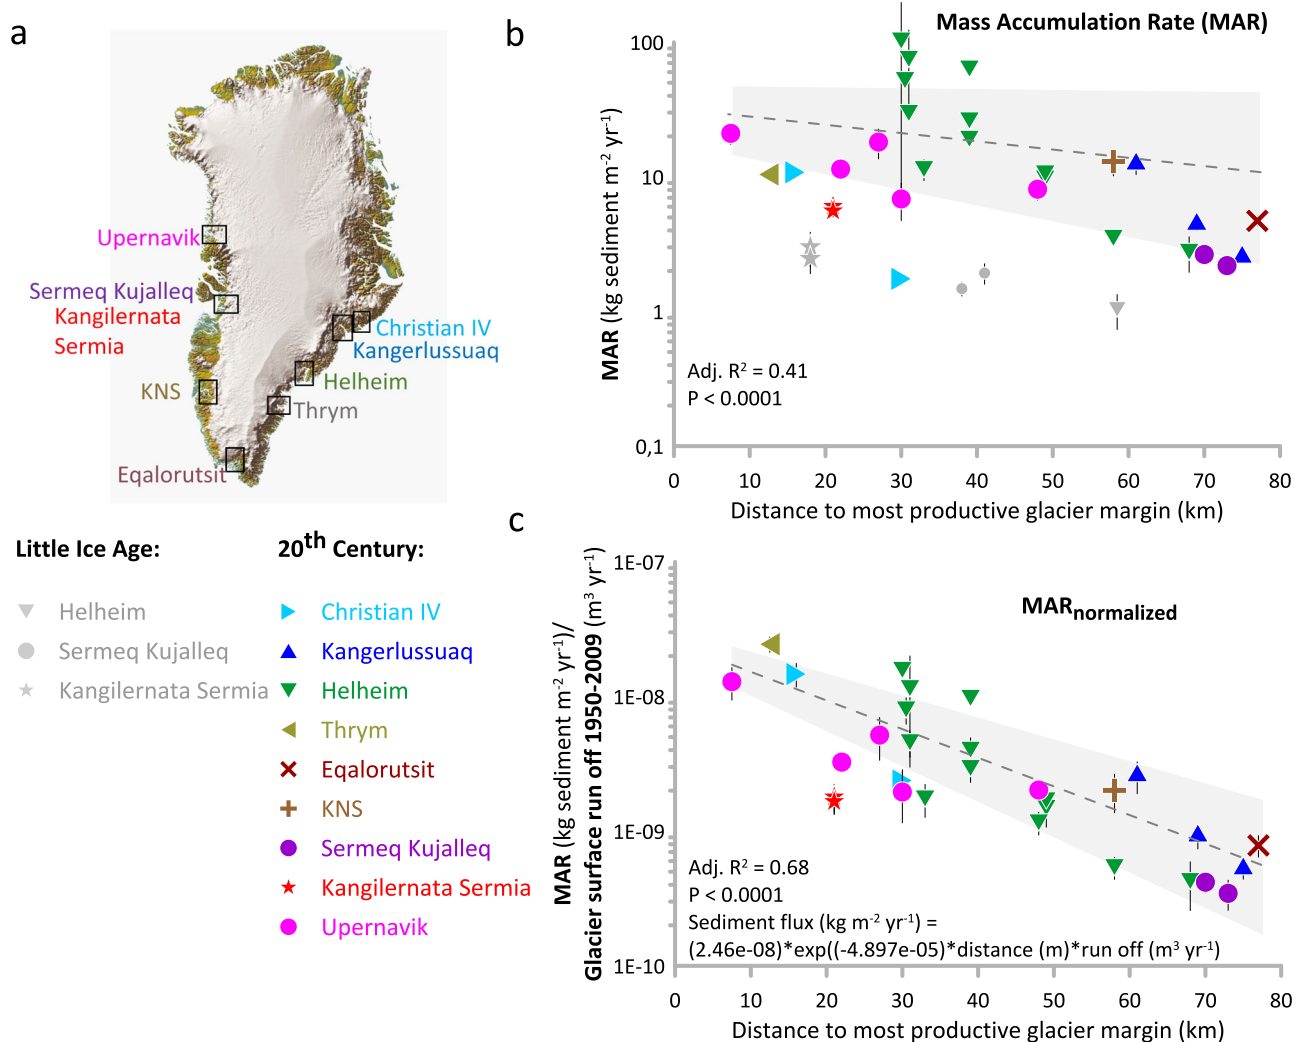 a
Upernavik
Sermeq Kujalleq
Kangilernata
Sermia
Christian IV
Kangerlussuaq
Helheim
KNS
Thrym
Eqalorutsit
b
Mass Accumulation Rate (MAR)
MAR (kg sediment m⁻² yr⁻¹)
100
10
1
0,1
Adj. R² = 0.41
P < 0.0001
0 10 20 30 40 50 60 70 80
Distance to most productive glacier margin (km)
Little Ice Age:
Helheim
Sermeq Kujalleq
Kangilernata Sermia
20th Century:
Christian IV
Kangerlussuaq
Helheim
Thrym
Eqalorutsit
KNS
Sermeq Kujalleq
Kangilernata Sermia
Upernavik
c
MARnormalized
MAR (kg sediment m⁻² yr⁻¹)/
Glacier surface run off 1950-2009 (m³ yr⁻¹)
1E-07
1E-08
1E-09
1E-10
Adj. R² = 0.68
P < 0.0001
Sediment flux (kg m⁻² yr⁻¹) =
(2.46e-08)*exp((-4.897e-05)*distance (m)*run off (m³ yr⁻¹)
0 10 20 30 40 50 60 70 80
Distance to most productive glacier margin (km)